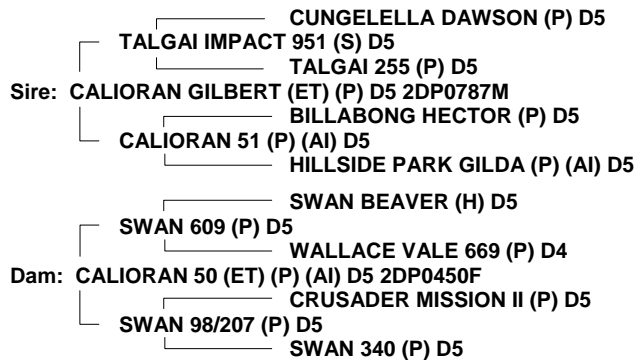 CUNGELELLA DAWSON (P) D5
TALGAI IMPACT 951 (S) D5
TALGAI 255 (P) D5
Sire: CALIORAN GILBERT (ET) (P) D5 2DP0787M
BILLABONG HECTOR (P) D5
CALIORAN 51 (P) (AI) D5
HILLSIDE PARK GILDA (P) (AI) D5
SWAN BEAVER (H) D5
SWAN 609 (P) D5
WALLACE VALE 669 (P) D4
Dam: CALIORAN 50 (ET) (P) (AI) D5 2DP0450F
CRUSADER MISSION II (P) D5
SWAN 98/207 (P) D5
SWAN 340 (P) D5